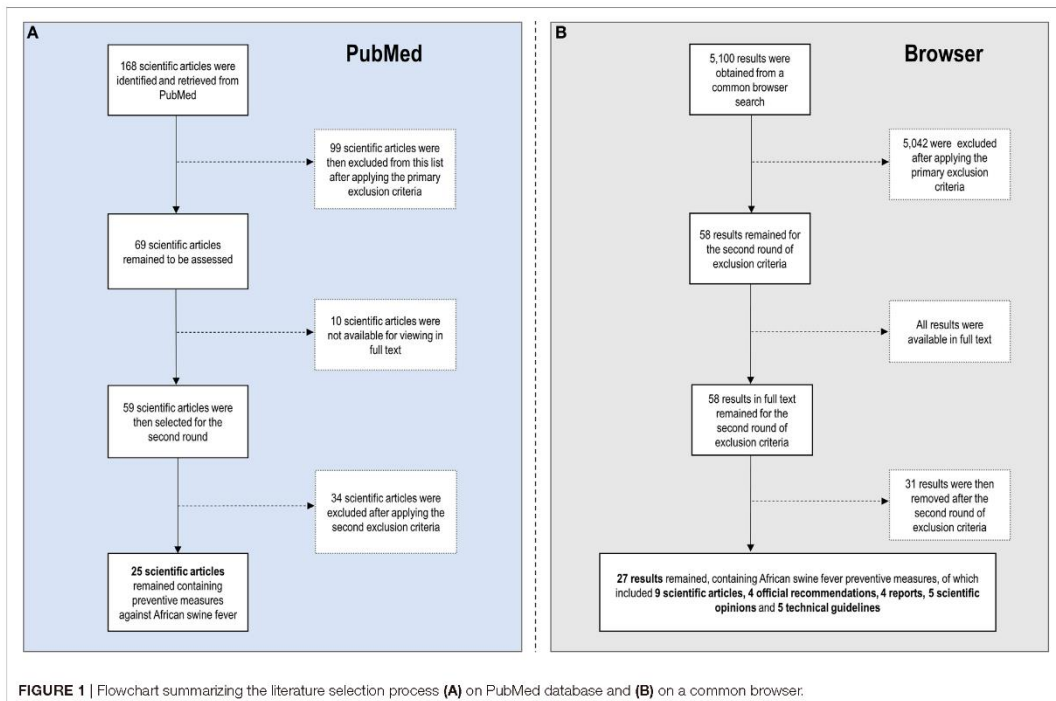 A
PubMed
168 scientific articles were
identified and retrieved from
PubMed
99 scientific articles were
then excluded from this list
after applying the primary
exclusion criteria
69 scientific articles
remained to be assessed
10 scientific articles were
not available for viewing in
full text
59 scientific articles were
then selected for the
second round
34 scientific articles were
excluded after applying the
second exclusion criteria
25 scientific articles
remained containing
preventive measures
against African swine fever
B
Browser
5,100 results were
obtained from a
common browser
search
5,042 were excluded
after applying the
primary exclusion
criteria
58 results remained for
the second round of
exclusion criteria
All results were
available in full text
58 results in full text
remained for the
second round of
exclusion criteria
31 results were then
removed after the
second round of
exclusion criteria
27 results remained, containing African swine fever preventive measures, of which
included 9 scientific articles, 4 official recommendations, 4 reports, 5 scientific
opinions and 5 technical guidelines
FIGURE 1 | Flowchart summarizing the literature selection process (A) on PubMed database and (B) on a common browser.